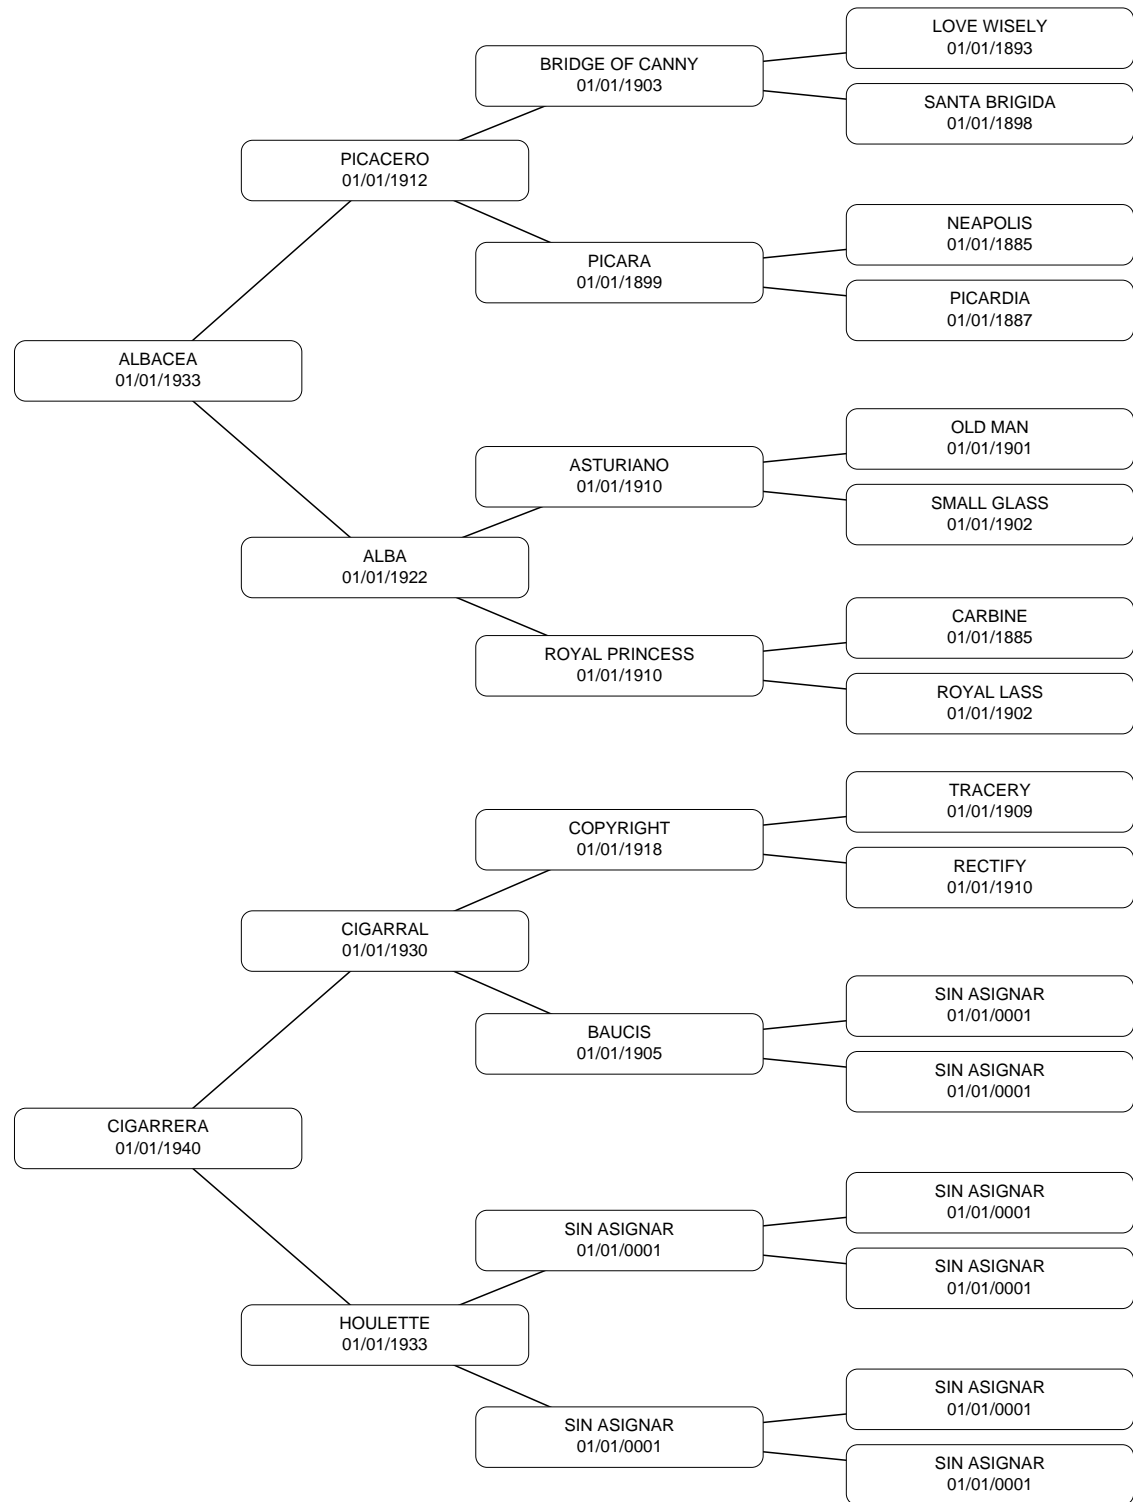 LOVE WISELY
01/01/1893
BRIDGE OF CANNY
01/01/1903
SANTA BRIGIDA
01/01/1898
PICACERO
01/01/1912
NEAPOLIS
01/01/1885
PICARA
01/01/1899
PICARDIA
01/01/1887
ALBACEA
01/01/1933
OLD MAN
01/01/1901
ASTURIANO
01/01/1910
SMALL GLASS
01/01/1902
ALBA
01/01/1922
CARBINE
01/01/1885
ROYAL PRINCESS
01/01/1910
ROYAL LASS
01/01/1902
TRACERY
01/01/1909
COPYRIGHT
01/01/1918
RECTIFY
01/01/1910
CIGARRAL
01/01/1930
SIN ASIGNAR
01/01/0001
BAUCIS
01/01/1905
SIN ASIGNAR
01/01/0001
CIGARRERA
01/01/1940
SIN ASIGNAR
01/01/0001
SIN ASIGNAR
01/01/0001
SIN ASIGNAR
01/01/0001
HOULETTE
01/01/1933
SIN ASIGNAR
01/01/0001
SIN ASIGNAR
01/01/0001
SIN ASIGNAR
01/01/0001